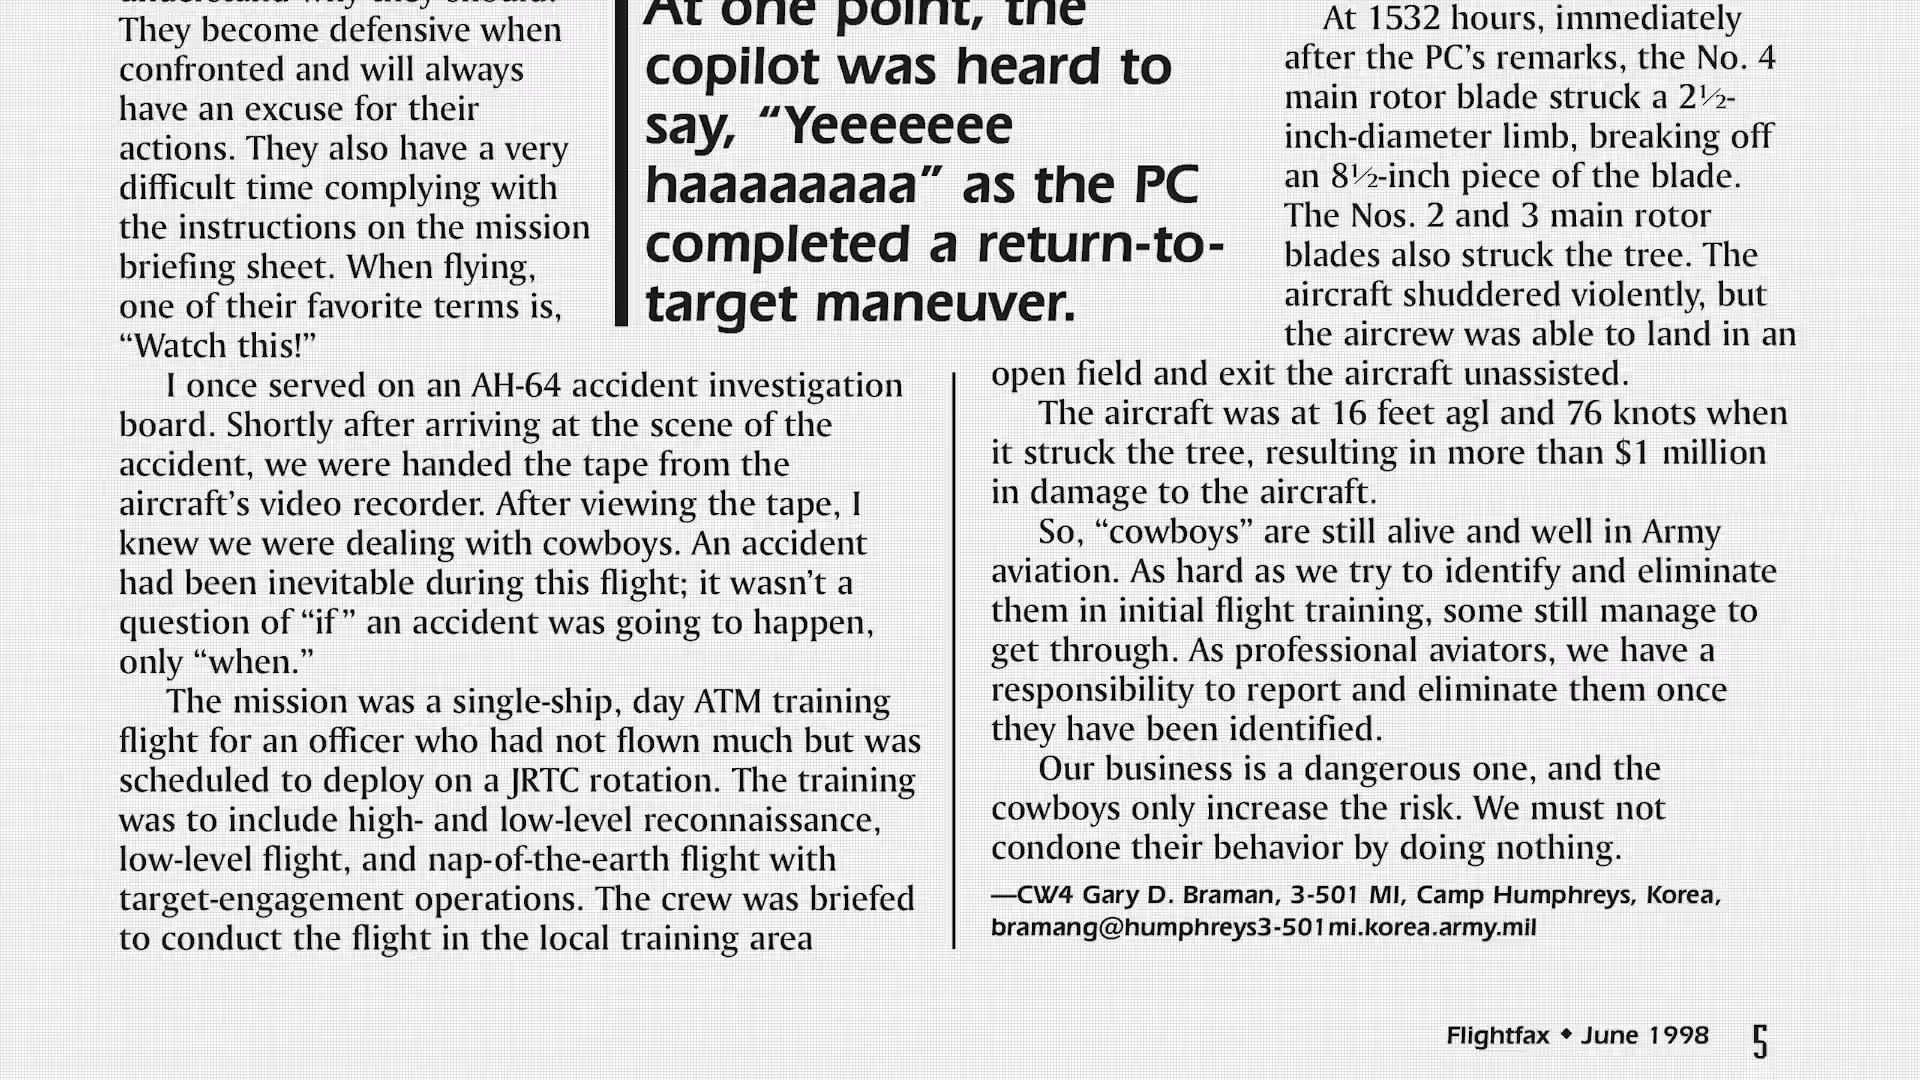 understand why they should.
They become defensive when
confronted and will always
have an excuse for their
actions. They also have a very
difficult time complying with
the instructions on the mission
briefing sheet. When flying,
one of their favorite terms is,
“Watch this!”
I once served on an AH-64 accident investigation
board. Shortly after arriving at the scene of the
accident, we were handed the tape from the
aircraft’s video recorder. After viewing the tape, I
knew we were dealing with cowboys. An accident
had been inevitable during this flight; it wasn’t a
question of “if” an accident was going to happen,
only “when.”
The mission was a single-ship, day ATM training
flight for an officer who had not flown much but was
scheduled to deploy on a JRTC rotation. The training
was to include high- and low-level reconnaissance,
low-level flight, and nap-of-the-earth flight with
target-engagement operations. The crew was briefed
to conduct the flight in the local training area
At one point, the
copilot was heard to
say, “Yeeeeeee
haaaaaaaa” as the PC
completed a return-to-
target maneuver.
At 1532 hours, immediately
after the PC’s remarks, the No. 4
main rotor blade struck a 2½-
inch-diameter limb, breaking off
an 8½-inch piece of the blade.
The Nos. 2 and 3 main rotor
blades also struck the tree. The
aircraft shuddered violently, but
the aircrew was able to land in an
open field and exit the aircraft unassisted.
The aircraft was at 16 feet agl and 76 knots when
it struck the tree, resulting in more than $1 million
in damage to the aircraft.
So, “cowboys” are still alive and well in Army
aviation. As hard as we try to identify and eliminate
them in initial flight training, some still manage to
get through. As professional aviators, we have a
responsibility to report and eliminate them once
they have been identified.
Our business is a dangerous one, and the
cowboys only increase the risk. We must not
condone their behavior by doing nothing.
—CW4 Gary D. Braman, 3-501 MI, Camp Humphreys, Korea,
bramang@humphreys3-501mi.korea.army.mil
Flightfax ◆ June 1998 5